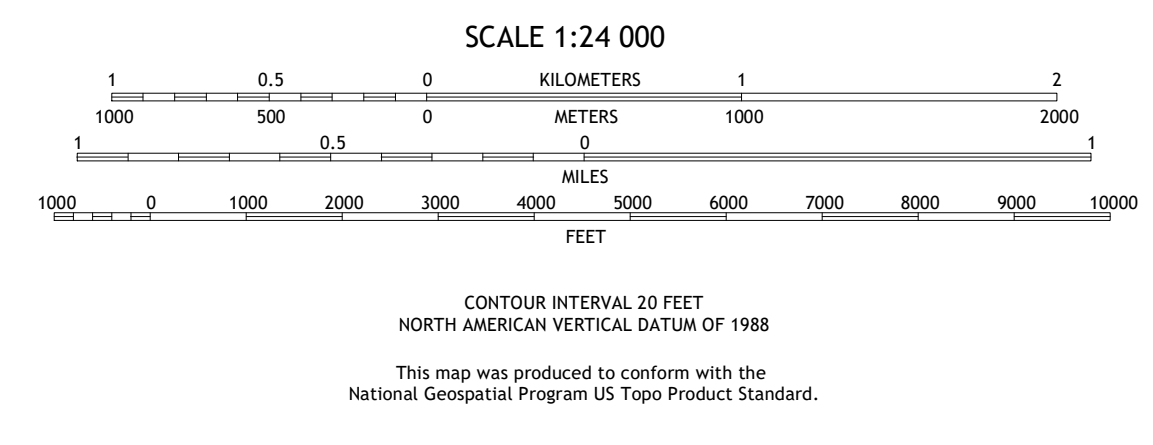 SCALE 1:24 000
1 0.5 0 KILOMETERS 1 2
1000 500 0 METERS 1000 2000
1 0.5 0 1
MILES
1000 0 1000 2000 3000 4000 5000 6000 7000 8000 9000 10000
FEET
CONTOUR INTERVAL 20 FEET
NORTH AMERICAN VERTICAL DATUM OF 1988
This map was produced to conform with the
National Geospatial Program US Topo Product Standard.